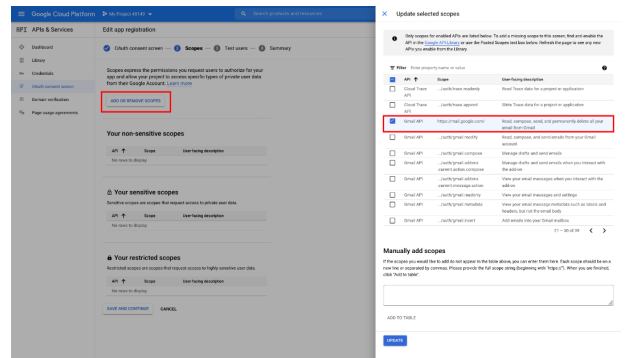 Google Cloud Platform
My Project 49149
Search products and resources
API APIs & Services
Dashboard
Library
Credentials
OAuth consent screen
Domain verification
Page usage agreements
Edit app registration
OAuth consent screen — 2 Scopes — 3 Test users — 4 Summary
Scopes express the permissions you request users to authorize for your
app and allow your project to access specific types of private user data
from their Google Account. Learn more
ADD OR REMOVE SCOPES
Your non-sensitive scopes
API Scope User-facing description
No rows to display
Your sensitive scopes
Sensitive scopes are scopes that request access to private user data.
API Scope User-facing description
No rows to display
Your restricted scopes
Restricted scopes are scopes that request access to highly sensitive user data.
API Scope User-facing description
No rows to display
SAVE AND CONTINUE CANCEL
Update selected scopes
Only scopes for enabled APIs are listed below. To add a missing scope to this screen, find and enable the
API in the Google API Library or use the Pasted Scopes text box below. Refresh the page to see any new
APIs you enable from the Library.
Filter Enter property name or value
API Scope User-facing description
Cloud Trace API .../auth/trace.readonly Read Trace data for a project or application
Cloud Trace API .../auth/trace.append Write Trace data for a project or application
Gmail API https://mail.google.com/ Read, compose, send, and permanently delete all your email from Gmail
Gmail API .../auth/gmail.modify Read, compose, and send emails from your Gmail account
Gmail API .../auth/gmail.compose Manage drafts and send emails
Gmail API .../auth/gmail.addons.current.action.compose Manage drafts and send emails when you interact with the add-on
Gmail API .../auth/gmail.addons.current.message.action View your email messages when you interact with the add-on
Gmail API .../auth/gmail.readonly View your email messages and settings
Gmail API .../auth/gmail.metadata View your email message metadata such as labels and headers, but not the email body
Gmail API .../auth/gmail.insert Add emails into your Gmail mailbox
21 – 30 of 39
Manually add scopes
If the scopes you would like to add do not appear in the table above, you can enter them here. Each scope should be on a
new line or separated by commas. Please provide the full scope string (beginning with "https://"). When you are finished,
click "Add to table".
ADD TO TABLE
UPDATE